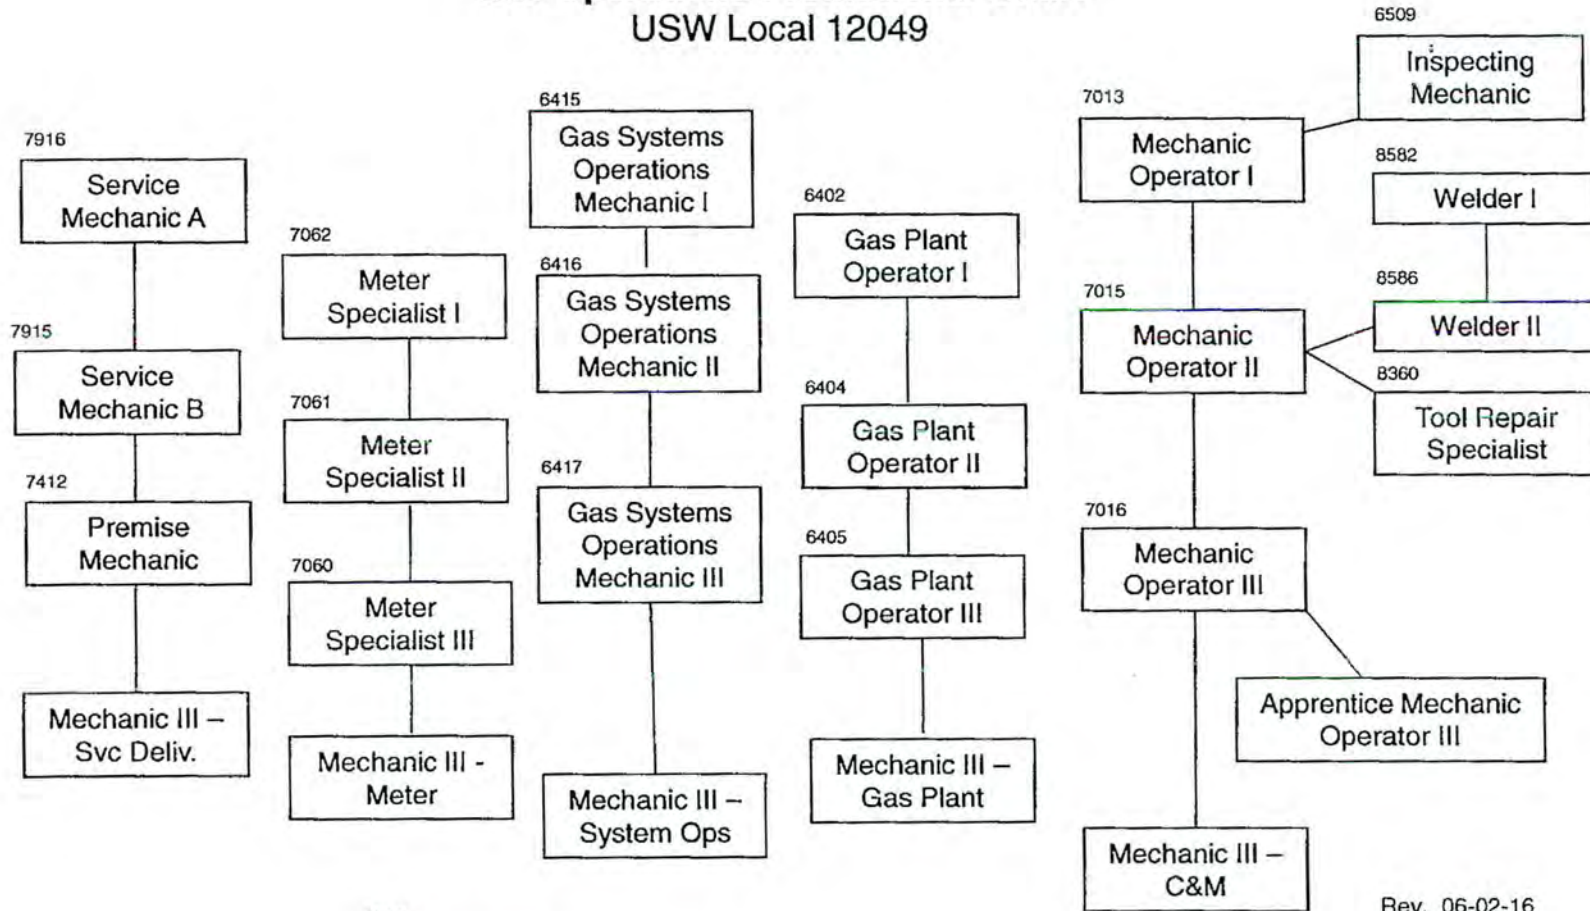 USW Local 12049
7916
Service
Mechanic A
7915
Service
Mechanic B
7412
Premise
Mechanic
Mechanic III –
Svc Deliv.
7062
Meter
Specialist I
7061
Meter
Specialist II
7060
Meter
Specialist III
Mechanic III -
Meter
6415
Gas Systems
Operations
Mechanic I
6416
Gas Systems
Operations
Mechanic II
6417
Gas Systems
Operations
Mechanic III
Mechanic III –
System Ops
6402
Gas Plant
Operator I
6404
Gas Plant
Operator II
6405
Gas Plant
Operator III
Mechanic III –
Gas Plant
7013
Mechanic
Operator I
7015
Mechanic
Operator II
7016
Mechanic
Operator III
Mechanic III –
C&M
6509
Inspecting
Mechanic
8582
Welder I
8586
Welder II
8360
Tool Repair
Specialist
Apprentice Mechanic
Operator III
Rev. 06-02-16